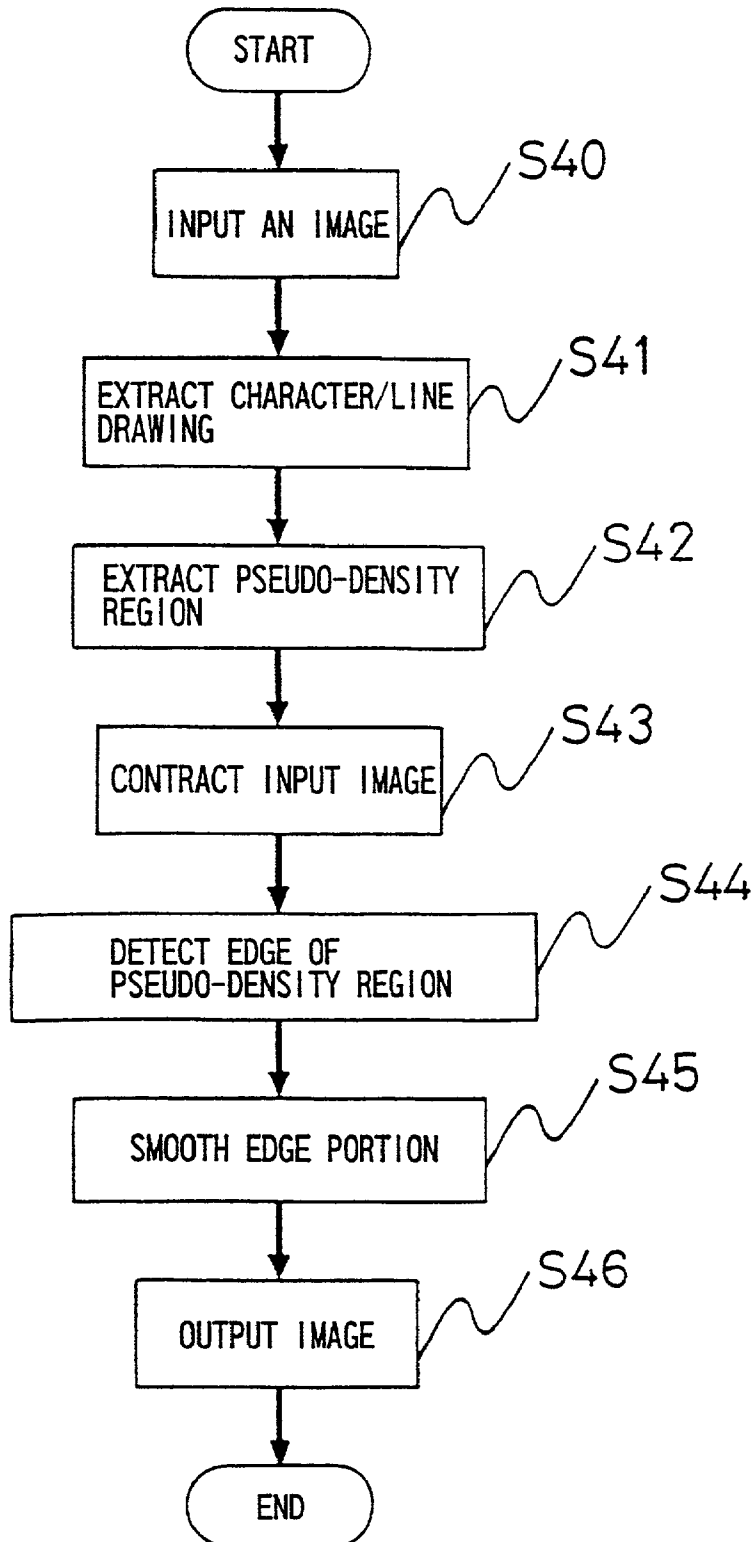 START
S40
INPUT AN IMAGE
S41
EXTRACT CHARACTER/LINE
DRAWING
S42
EXTRACT PSEUDO-DENSITY
REGION
S43
CONTRACT INPUT IMAGE
S44
DETECT EDGE OF
PSEUDO-DENSITY REGION
S45
SMOOTH EDGE PORTION
S46
OUTPUT IMAGE
END